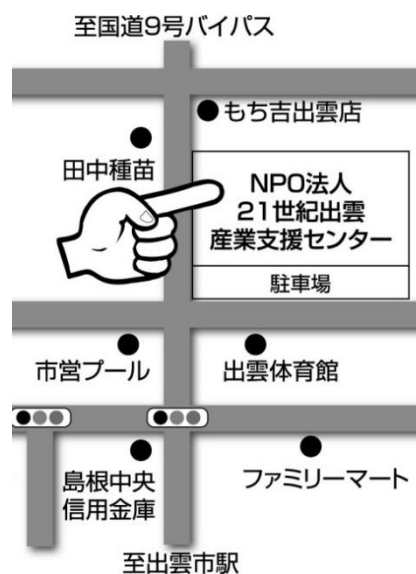 至国道9号バイパス
もち吉出雲店
田中種苗
NPO法人
21世紀出雲
産業支援センター
駐車場
市営プール
出雲体育館
島根中央
信用金庫
ファミリーマート
至出雲市駅